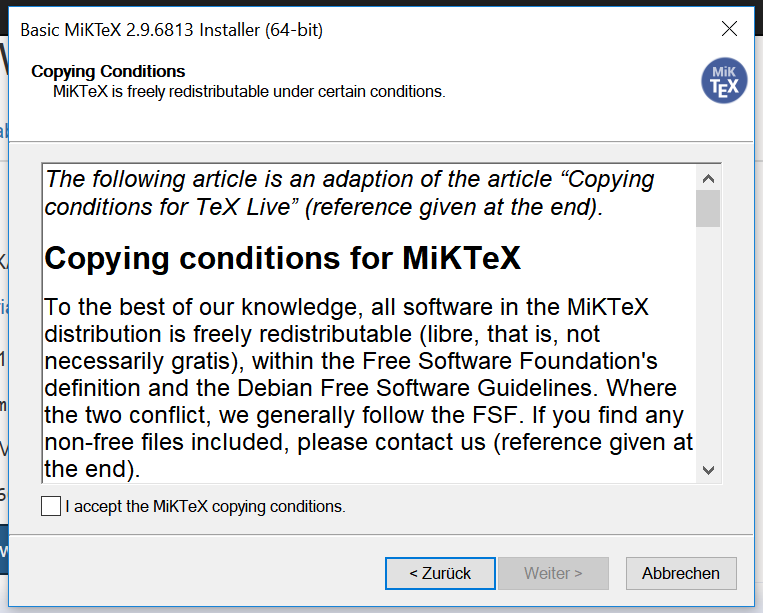 Basic MiKTeX 2.9.6813 Installer (64-bit)
Copying Conditions
MiKTeX is freely redistributable under certain conditions.
MiK
TEX
The following article is an adaption of the article “Copying
conditions for TeX Live” (reference given at the end).
Copying conditions for MiKTeX
To the best of our knowledge, all software in the MiKTeX
distribution is freely redistributable (libre, that is, not
necessarily gratis), within the Free Software Foundation's
definition and the Debian Free Software Guidelines. Where
the two conflict, we generally follow the FSF. If you find any
non-free files included, please contact us (reference given at
the end).
I accept the MiKTeX copying conditions.
< Zurück
Weiter >
Abbrechen